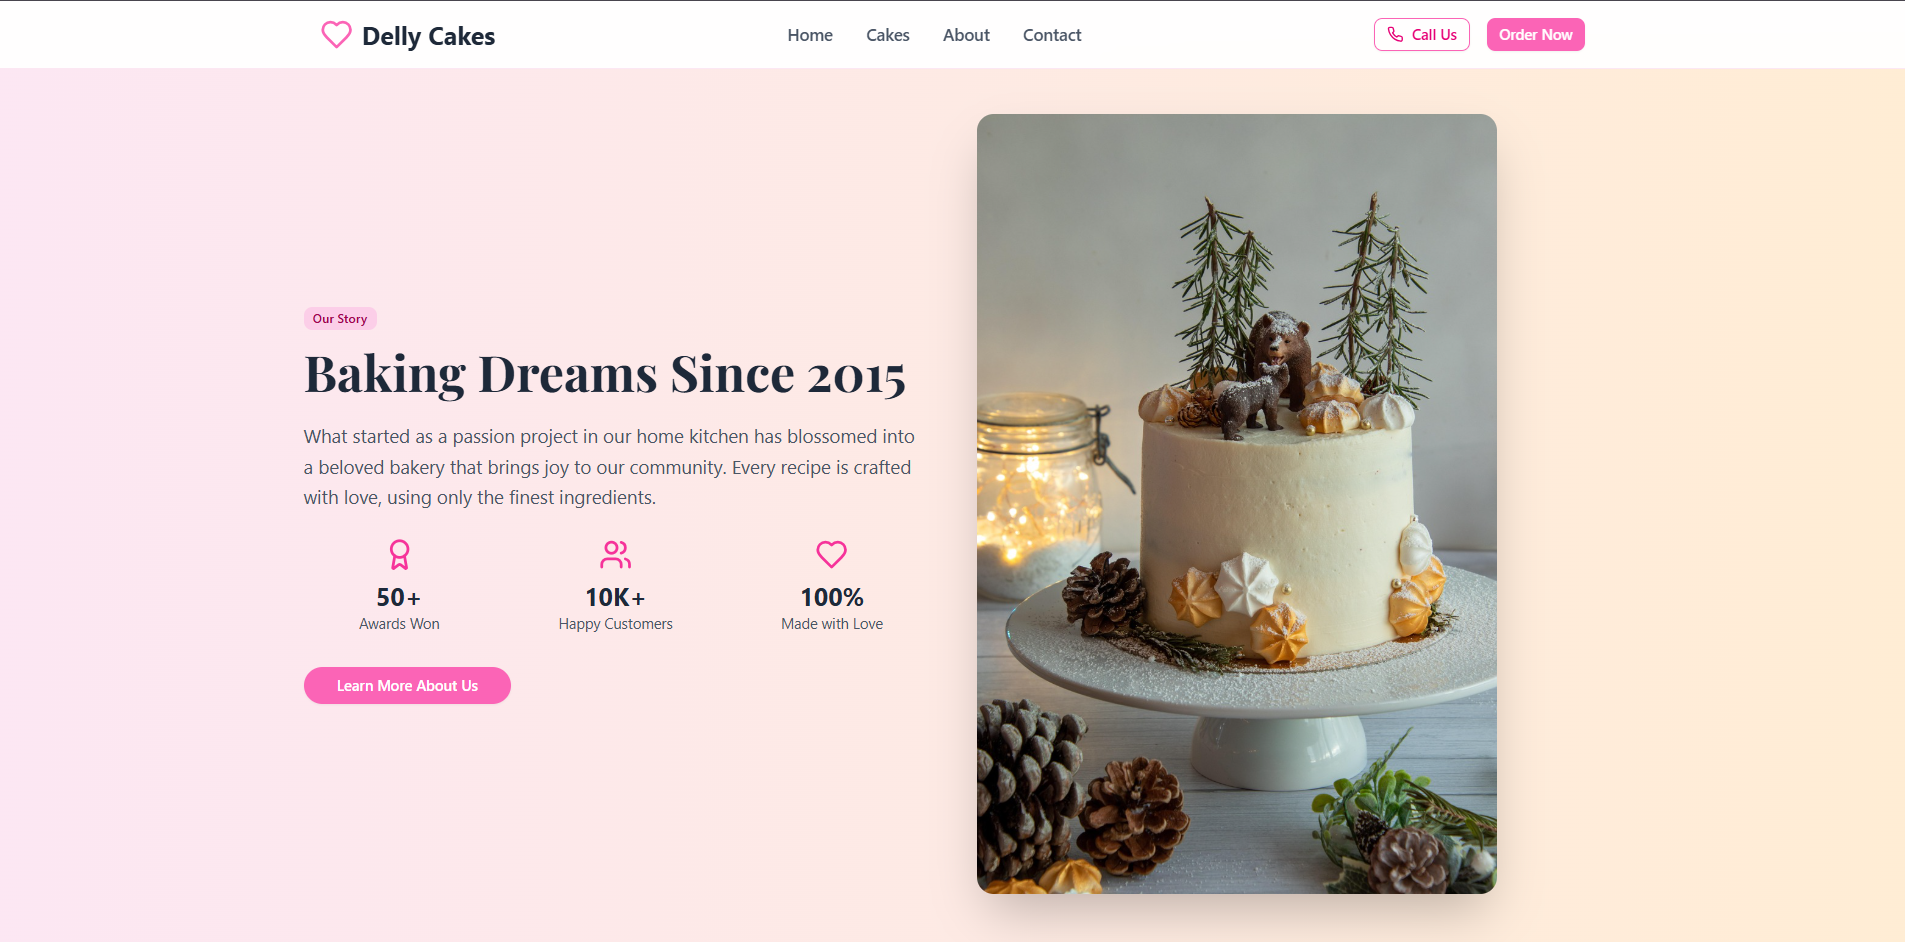 Delly Cakes
Home
Cakes
About
Contact
Call Us
Order Now
Our Story
Baking Dreams Since 2015
What started as a passion project in our home kitchen has blossomed into
a beloved bakery that brings joy to our community. Every recipe is crafted
with love, using only the finest ingredients.
50+
Awards Won
10K+
Happy Customers
100%
Made with Love
Learn More About Us